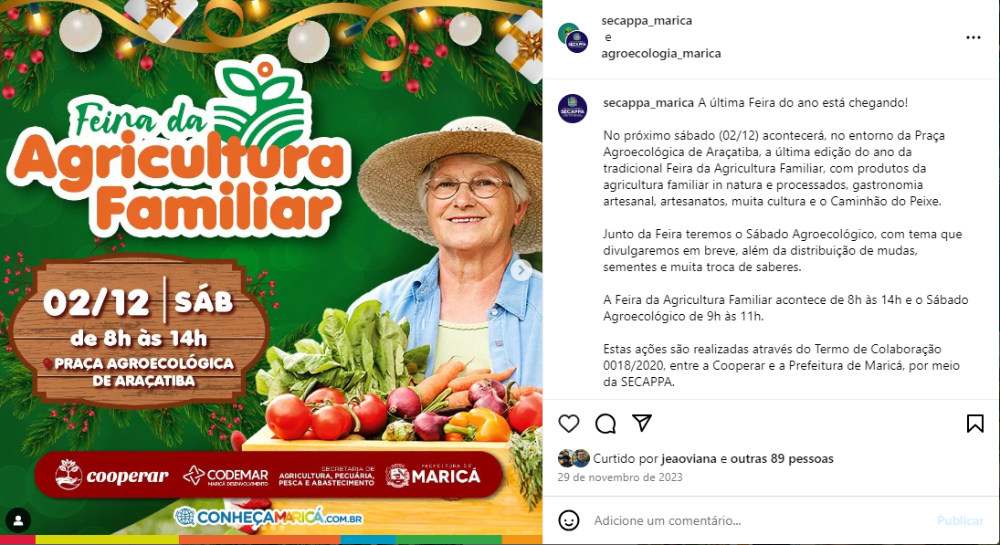 Feira da
Agricultura
Familiar
02/12 SÁB
de 8h às 14h
PRAÇA AGROECOLÓGICA
DE ARAÇATIBA
cooperar
CODEMAR
MARICÁ DESENVOLVIMENTO
SECRETARIA DE
AGRICULTURA, PECUÁRIA,
PESCA E ABASTECIMENTO
PREFEITURA DE
MARICÁ
CONHEÇAMARICÁ.COM.BR
secappa_marica
e
agroecologia_marica
SECAPPA
secappa_marica A última Feira do ano está chegando!
No próximo sábado (02/12) acontecerá, no entorno da Praça
Agroecológica de Araçatiba, a última edição do ano da
tradicional Feira da Agricultura Familiar, com produtos da
agricultura familiar in natura e processados, gastronomia
artesanal, artesanatos, muita cultura e o Caminhão do Peixe.
Junto da Feira teremos o Sábado Agroecológico, com tema que
divulgaremos em breve, além da distribuição de mudas,
sementes e muita troca de saberes.
A Feira da Agricultura Familiar acontece de 8h às 14h e o Sábado
Agroecológico de 9h às 11h.
Estas ações são realizadas através do Termo de Colaboração
0018/2020, entre a Cooperar e a Prefeitura de Maricá, por meio
da SECAPPA.
Curtido por jeaoviana e outras 89 pessoas
29 de novembro de 2023
Adicione um comentário...
Publicar